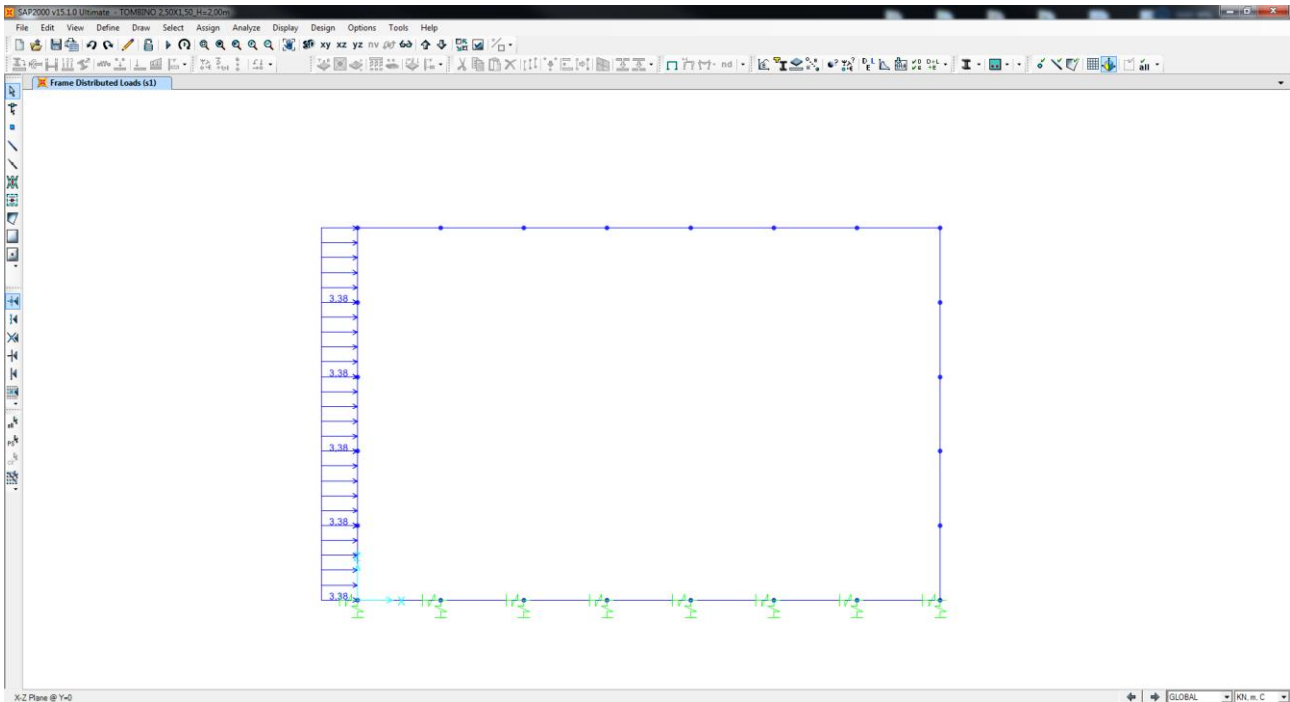 SAP2000 v15.1.0 Ultimate - TOMBINO 2,50X1,50_H=2,00m
File Edit View Define Draw Select Assign Analyze Display Design Options Tools Help
xy xz yz nv
nd
Frame Distributed Loads (s1)
all
3.38
3.38
3.38
3.38
3.38
X
X-Z Plane @ Y=0
GLOBAL
KN, m, C